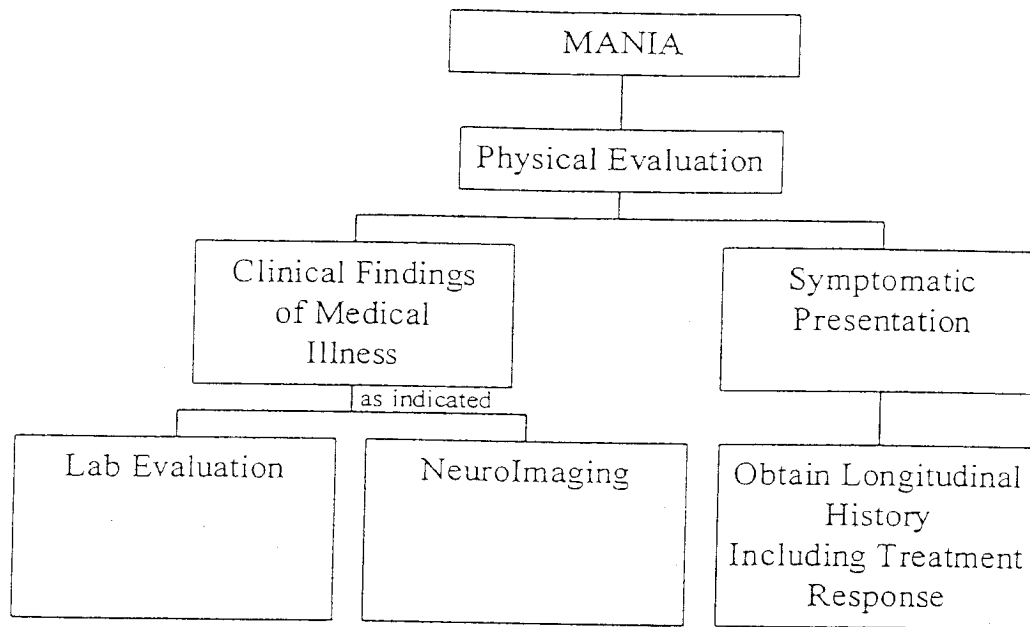 MANIA
Physical Evaluation
Clinical Findings
of Medical
Illness
Symptomatic
Presentation
as indicated
Lab Evaluation
NeuroImaging
Obtain Longitudinal
History
Including Treatment
Response